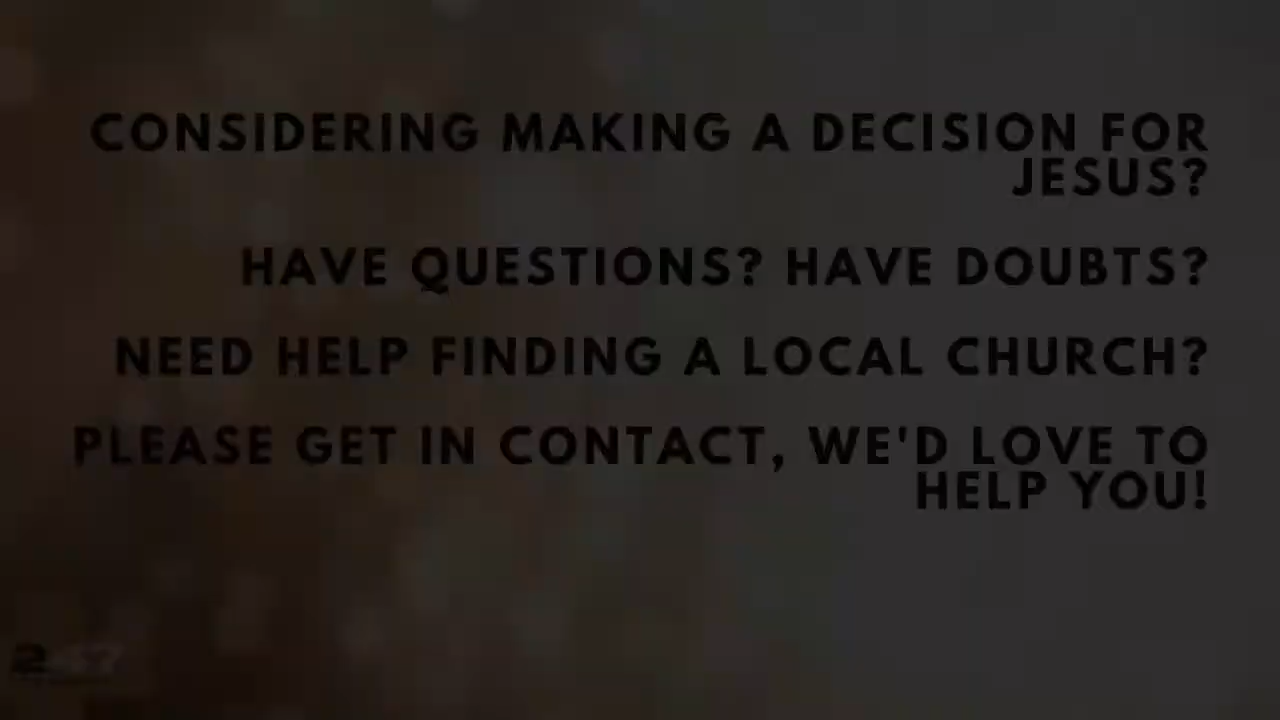 CONSIDERING MAKING A DECISION FOR
JESUS?
HAVE QUESTIONS? HAVE DOUBTS?
NEED HELP FINDING A LOCAL CHURCH?
PLEASE GET IN CONTACT, WE'D LOVE TO
HELP YOU!